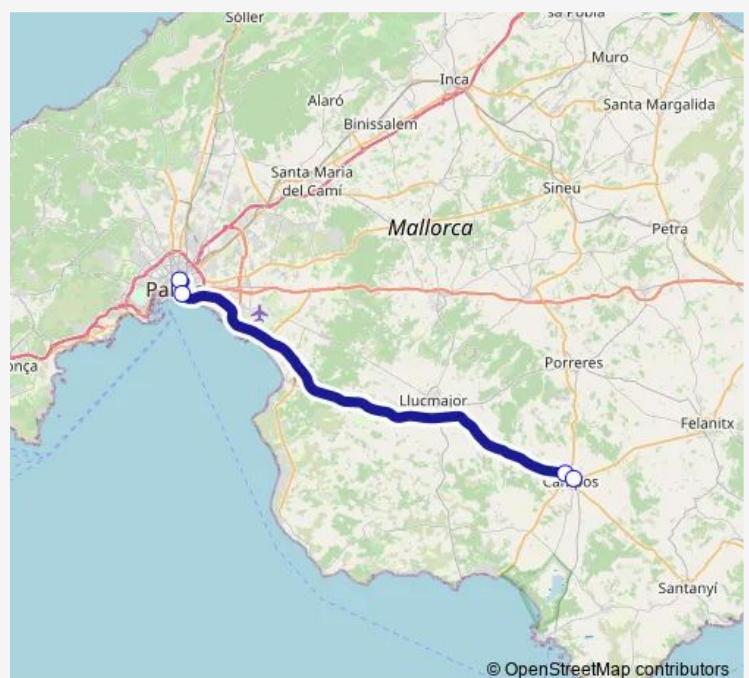 Sóller
sa Pobla
Muro
Inca
Alaró
Santa Margalida
Binissalem
Santa Maria
del Camí
Sineu
Mallorca
Petra
Porreres
Llucmajor
Felanitx
Santanyí
© OpenStreetMap contributors